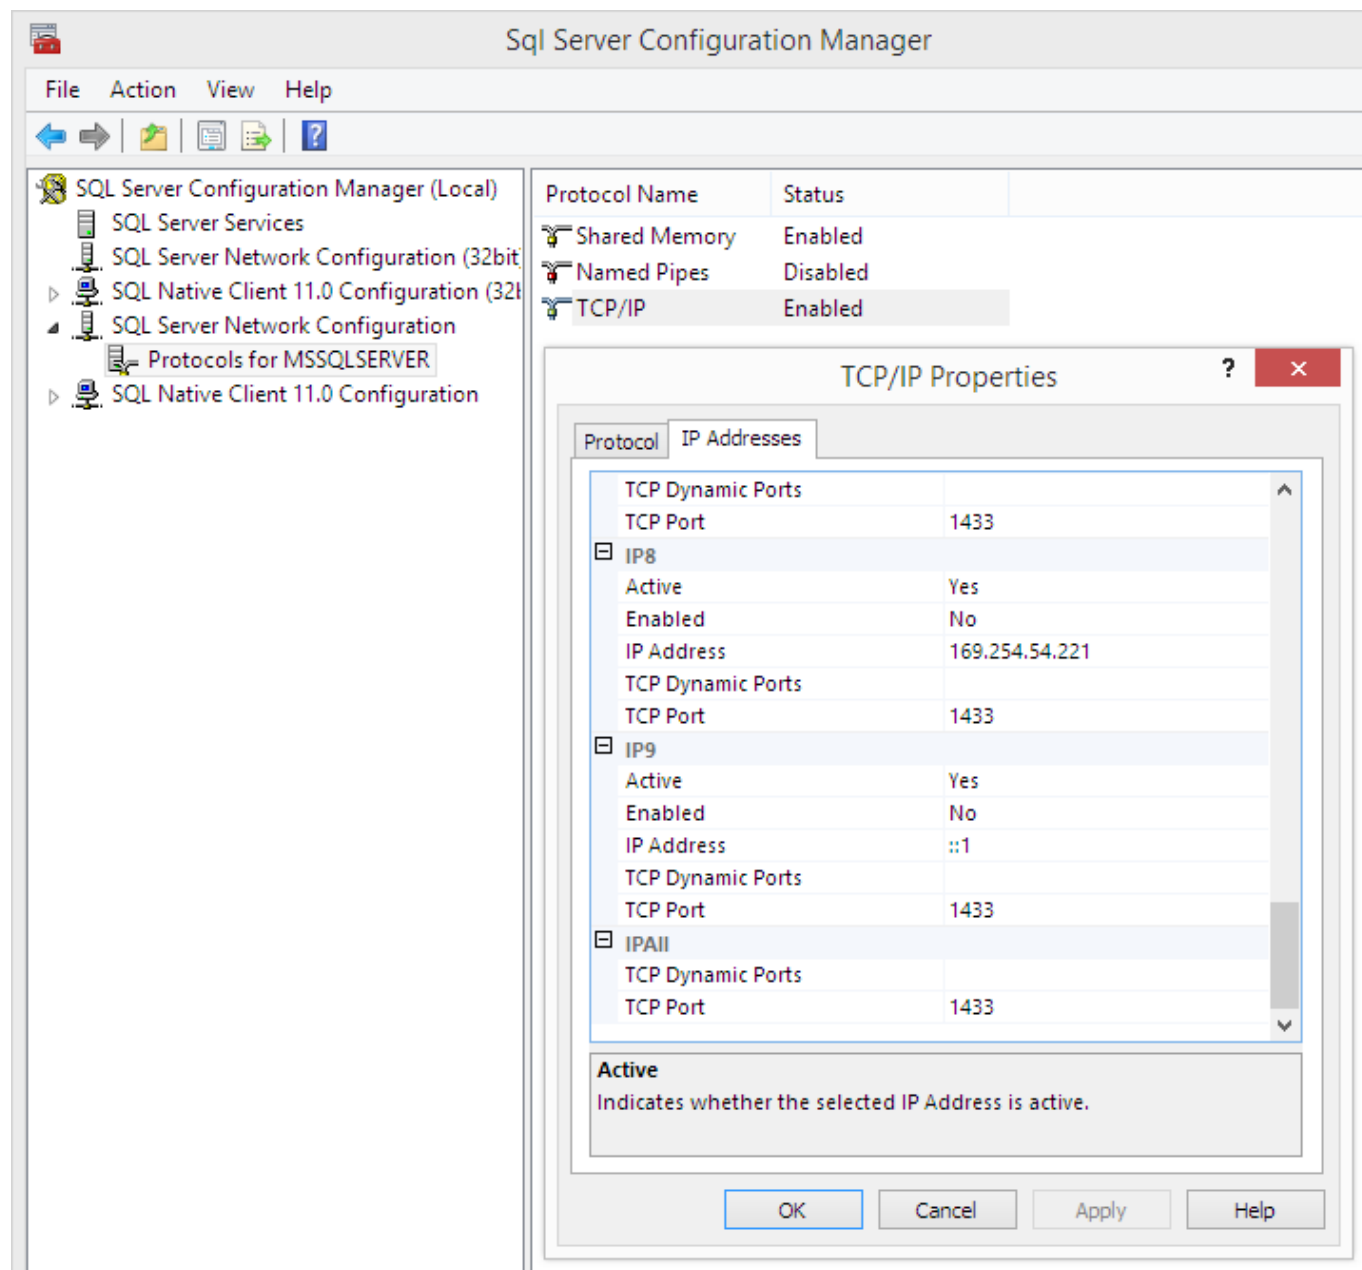 Sql Server Configuration Manager
File Action View Help
SQL Server Configuration Manager (Local)
SQL Server Services
SQL Server Network Configuration (32bit
SQL Native Client 11.0 Configuration (32b
SQL Server Network Configuration
Protocols for MSSQLSERVER
SQL Native Client 11.0 Configuration
Protocol Name Status
Shared Memory Enabled
Named Pipes Disabled
TCP/IP Enabled
TCP/IP Properties ?
Protocol IP Addresses
TCP Dynamic Ports
TCP Port 1433
IP8
Active Yes
Enabled No
IP Address 169.254.54.221
TCP Dynamic Ports
TCP Port 1433
IP9
Active Yes
Enabled No
IP Address ::1
TCP Dynamic Ports
TCP Port 1433
IPAll
TCP Dynamic Ports
TCP Port 1433
Active
Indicates whether the selected IP Address is active.
OK Cancel Apply Help